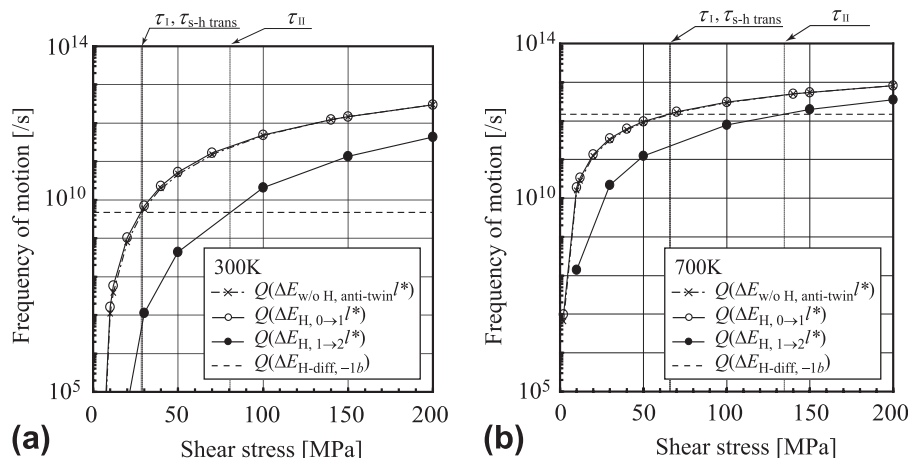 τI, τs-h trans
τII
10^14
10^10
10^5
Frequency of motion [/s]
300K
Q(ΔEw/o H, anti-twin l*)
Q(ΔEH, 0→1 l*)
Q(ΔEH, 1→2 l*)
Q(ΔEH-diff, −1b)
0 50 100 150 200
Shear stress [MPa]
(a)
τI, τs-h trans
τII
10^14
10^10
10^5
Frequency of motion [/s]
700K
Q(ΔEw/o H, anti-twin l*)
Q(ΔEH, 0→1 l*)
Q(ΔEH, 1→2 l*)
Q(ΔEH-diff, −1b)
0 50 100 150 200
Shear stress [MPa]
(b)